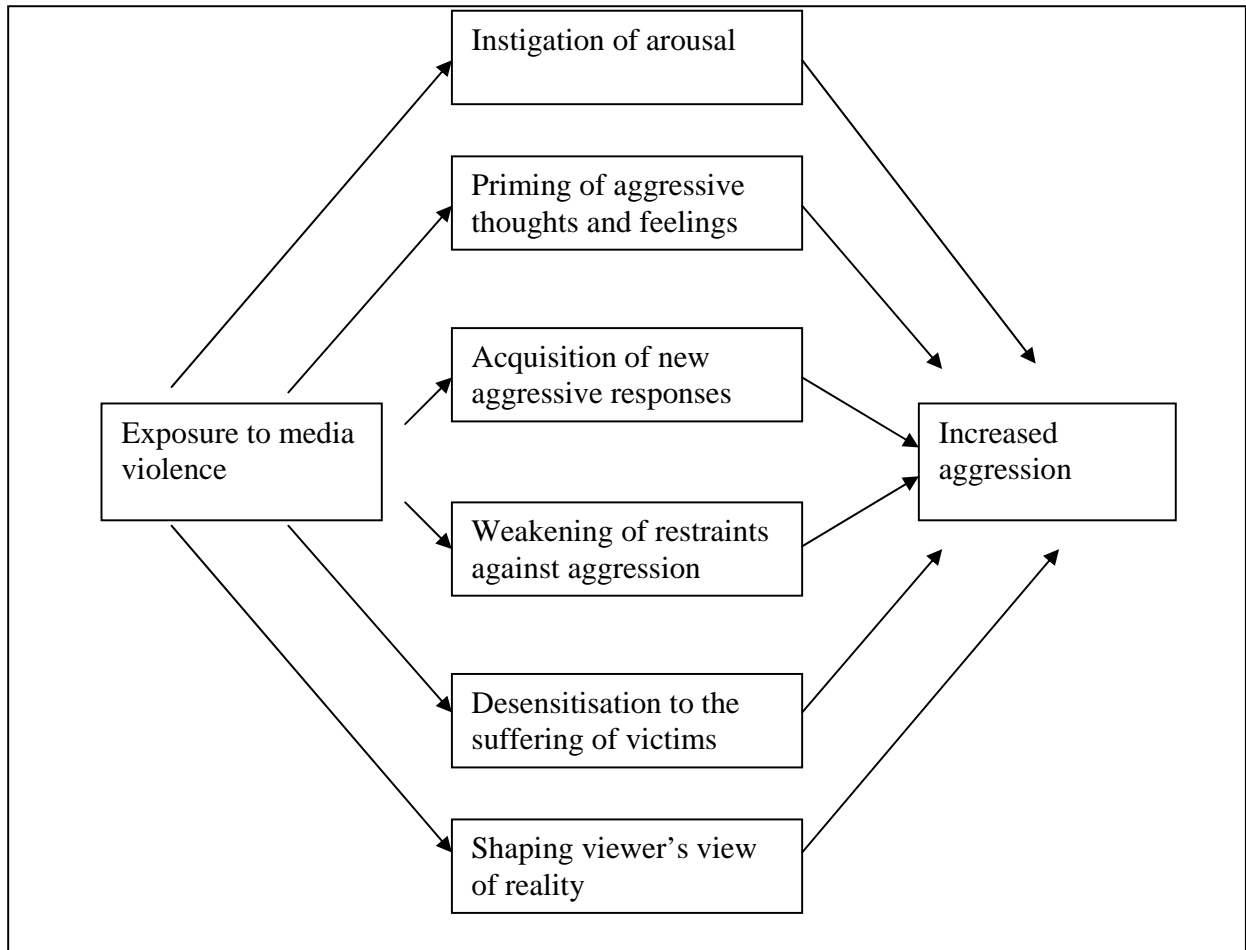 Instigation of arousal
Priming of aggressive
thoughts and feelings
Acquisition of new
aggressive responses
Exposure to media
violence
Increased
aggression
Weakening of restraints
against aggression
Desensitisation to the
suffering of victims
Shaping viewer’s view
of reality